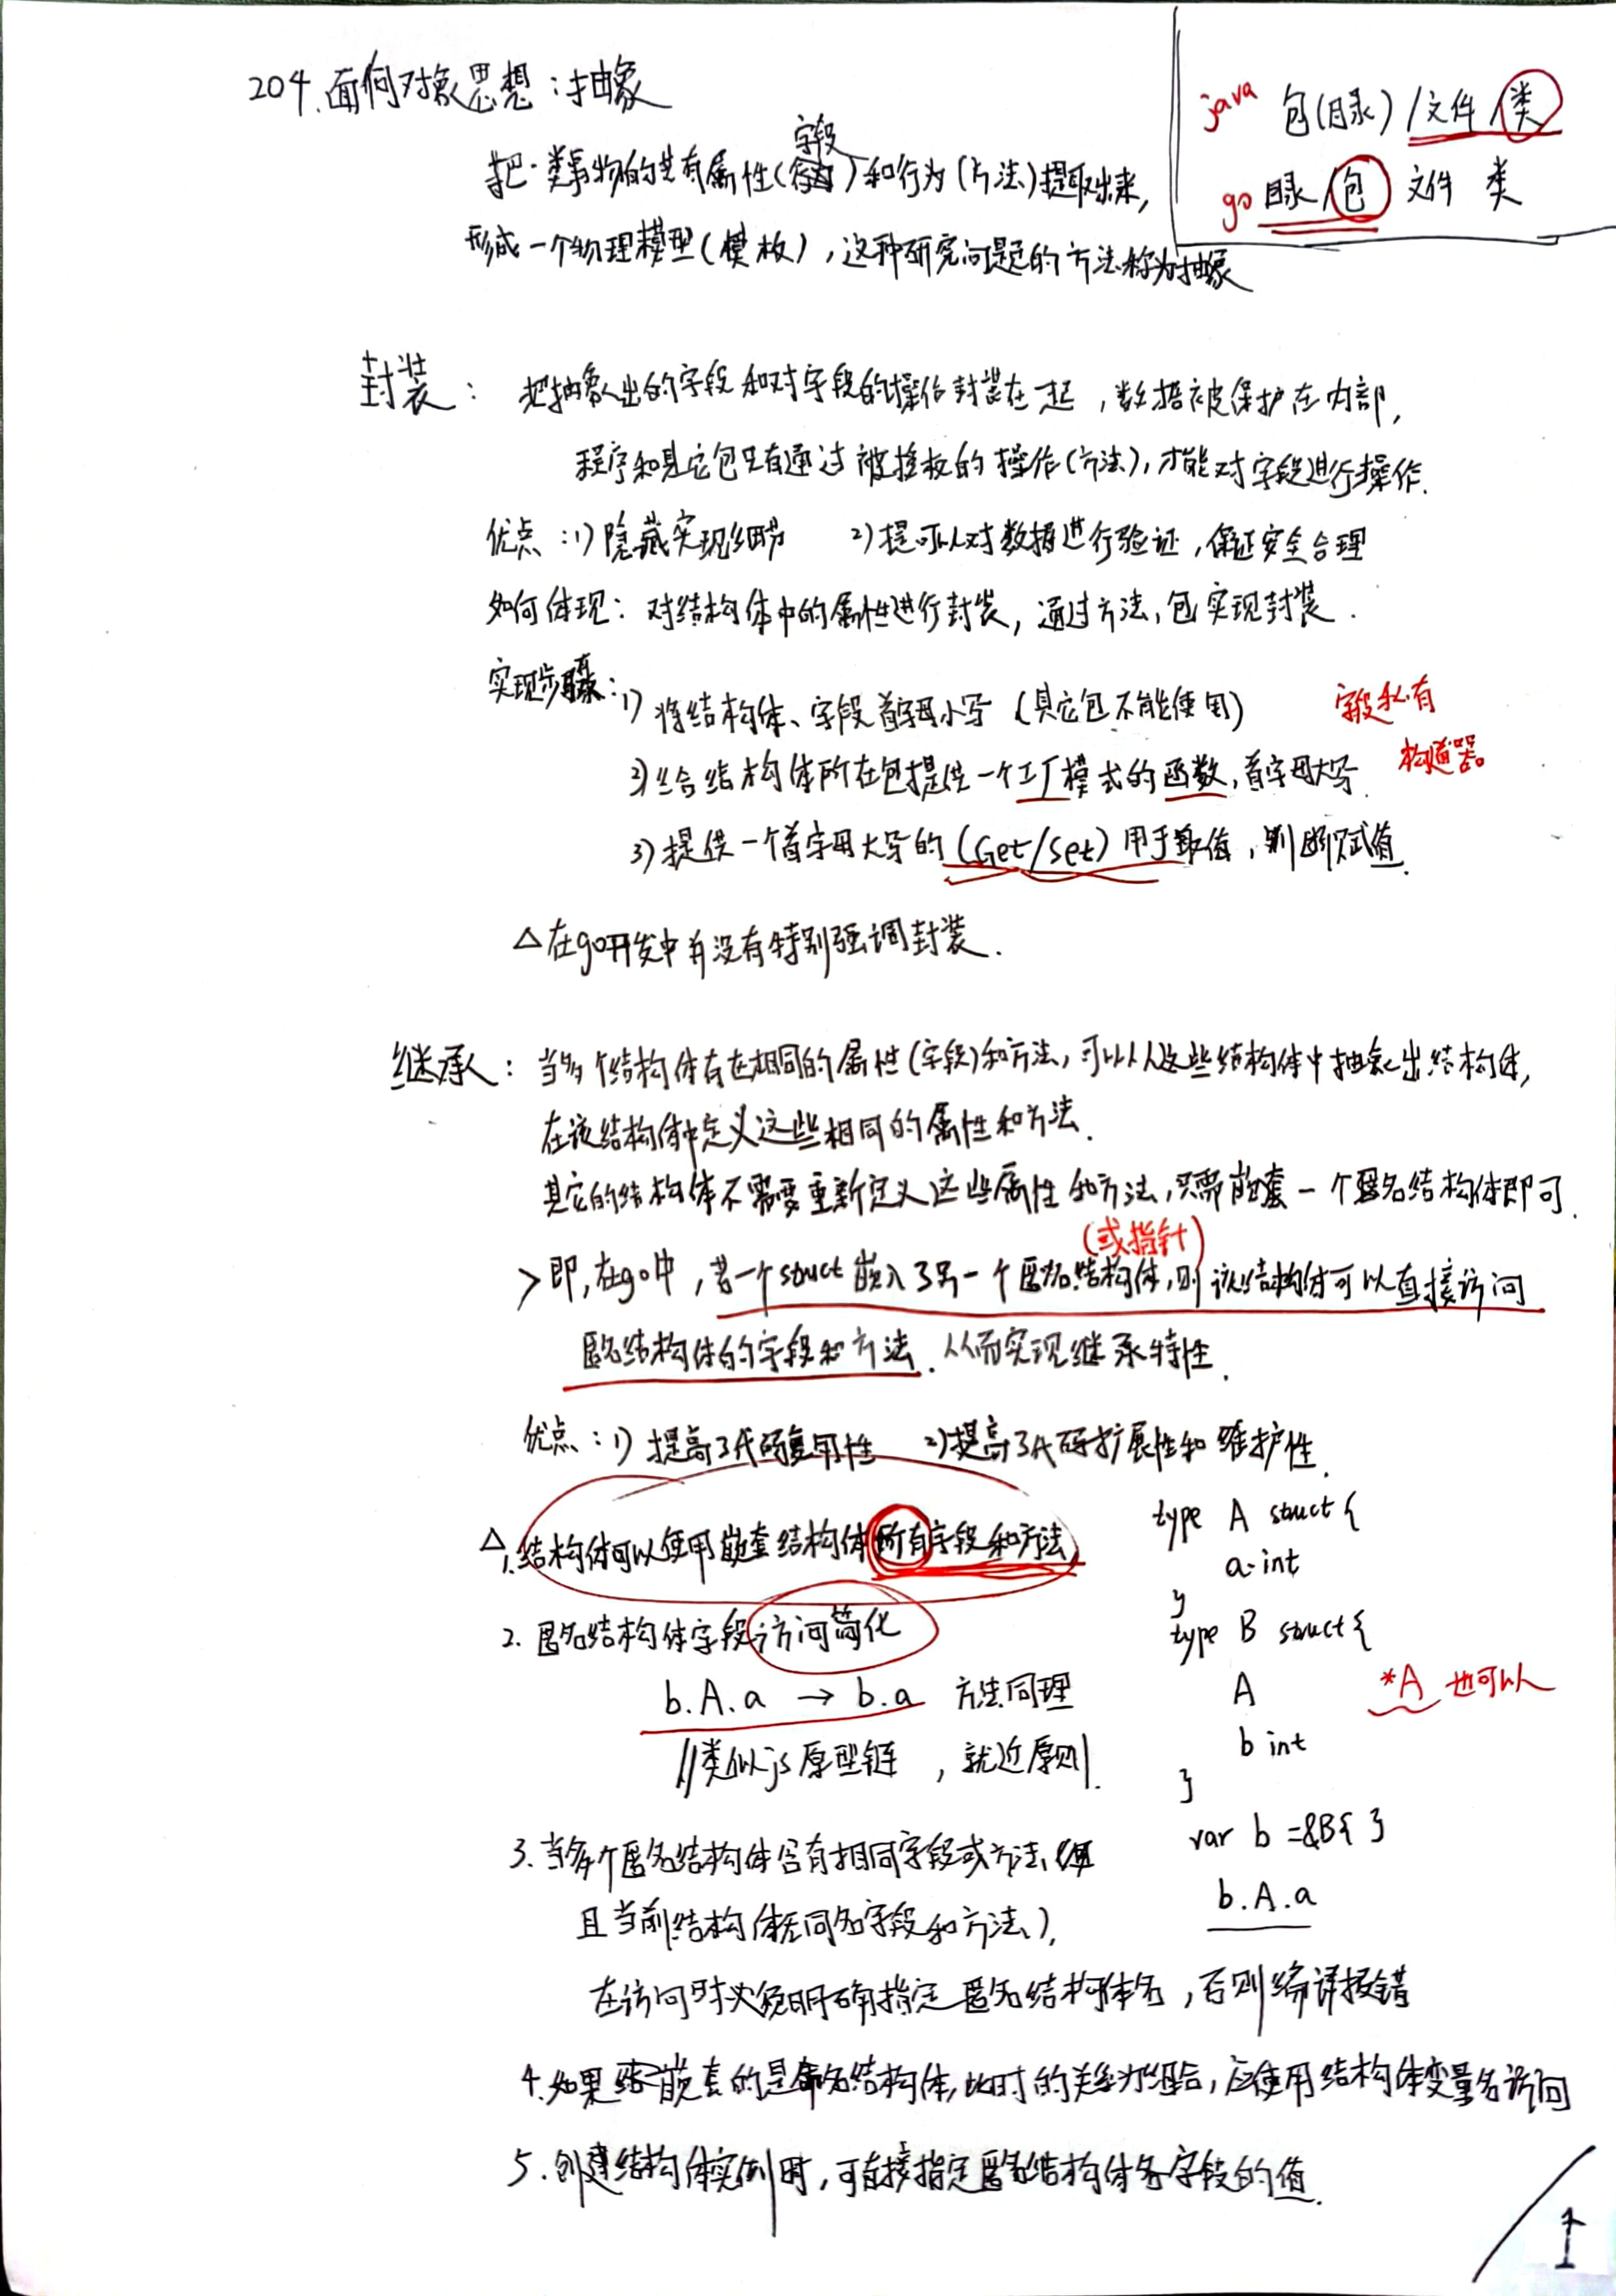 204. 面向对象思想:抽象
字段
把一类事物的共有属性( )和行为(方法)提取出来,
形成一个物理模型(模板),这种研究问题的方法称为抽象
java 包(目录)/文件/类
go 目录/包 文件 类
封装: 把抽象出的字段和对字段的操作封装在一起,数据被保护在内部,
程序和其它包只有通过被授权的操作(方法),才能对字段进行操作.
优点:1)隐藏实现细节 2)提可以对数据进行验证,保证安全合理
如何体现:对结构体中的属性进行封装,通过方法,包实现封装.
实现步骤:1) 将结构体、字段首字母小写(其它包不能使用) 字段私有
2)给结构体所在包提供一个工厂模式的函数,首字母大写. 构造器
3)提供一个首字母大写的(Get/Set)用于取值,判断赋值.
△在go开发中并没有特别强调封装.
继承:当多个结构体存在相同的属性(字段)和方法,可以从这些结构体中抽象出结构体,
在该结构体中定义这些相同的属性和方法.
其它的结构体不需要重新定义这些属性和方法,只需嵌套一个匿名结构体即可.
(或指针)
>即,在go中,若一个struct嵌入了另一个匿名结构体,则该结构体可以直接访问
匿名结构体的字段和方法.从而实现继承特性.
优点:1)提高了代码复用性 2)提高了代码扩展性和维护性.
△1.结构体可以使用嵌套结构体所有字段和方法,
2.匿名结构体字段访问简化
b.A.a → b.a 方法同理
//类似js原型链,就近原则.
3.当多个匿名结构体含有相同字段或方法(
且当前结构体无同名字段和方法),
在访问时必须明确指定匿名结构体名,否则编译报错
type A struct{
a int
}
type B struct{
A *A 也可以
b int
}
var b =&B{ }
b.A.a
4.如果 嵌套的是命名结构体,此时的关系为组合,应使用结构体变量名访问
5.创建结构体实例时,可直接指定匿名结构体各字段的值.
1